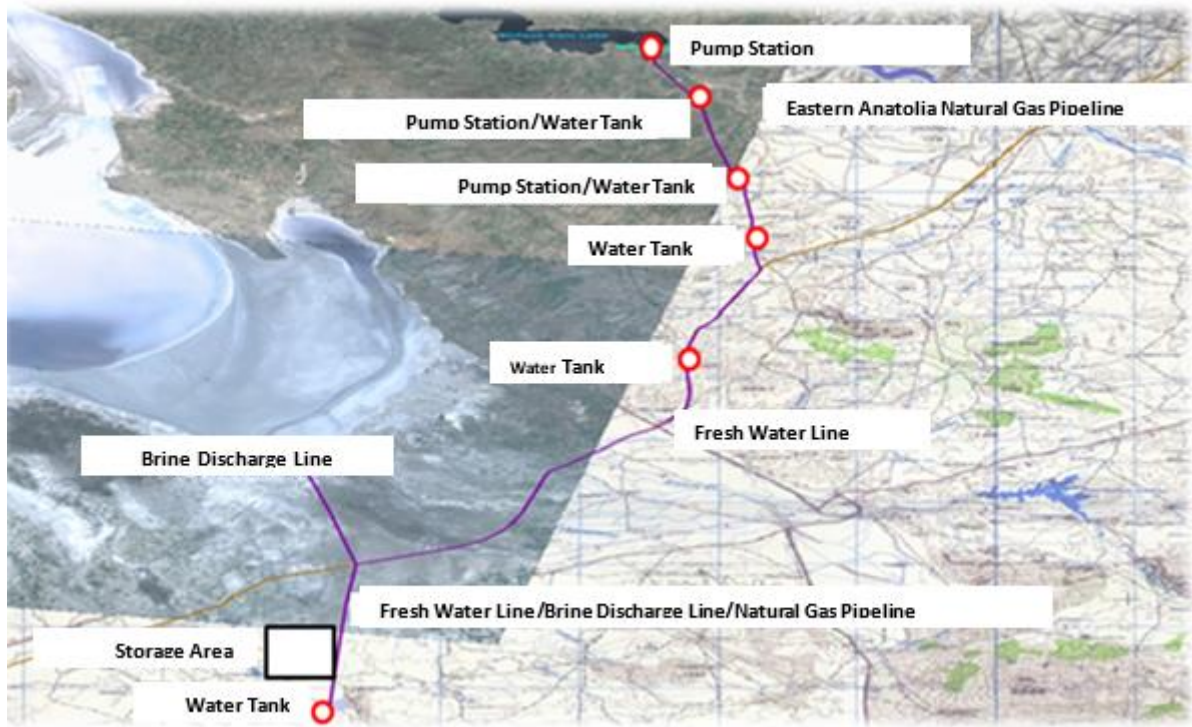 Pump Station
Eastern Anatolia Natural Gas Pipeline
Pump Station/Water Tank
Pump Station/Water Tank
Water Tank
Water Tank
Fresh Water Line
Brine Discharge Line
Fresh Water Line/Brine Discharge Line/Natural Gas Pipeline
Storage Area
Water Tank